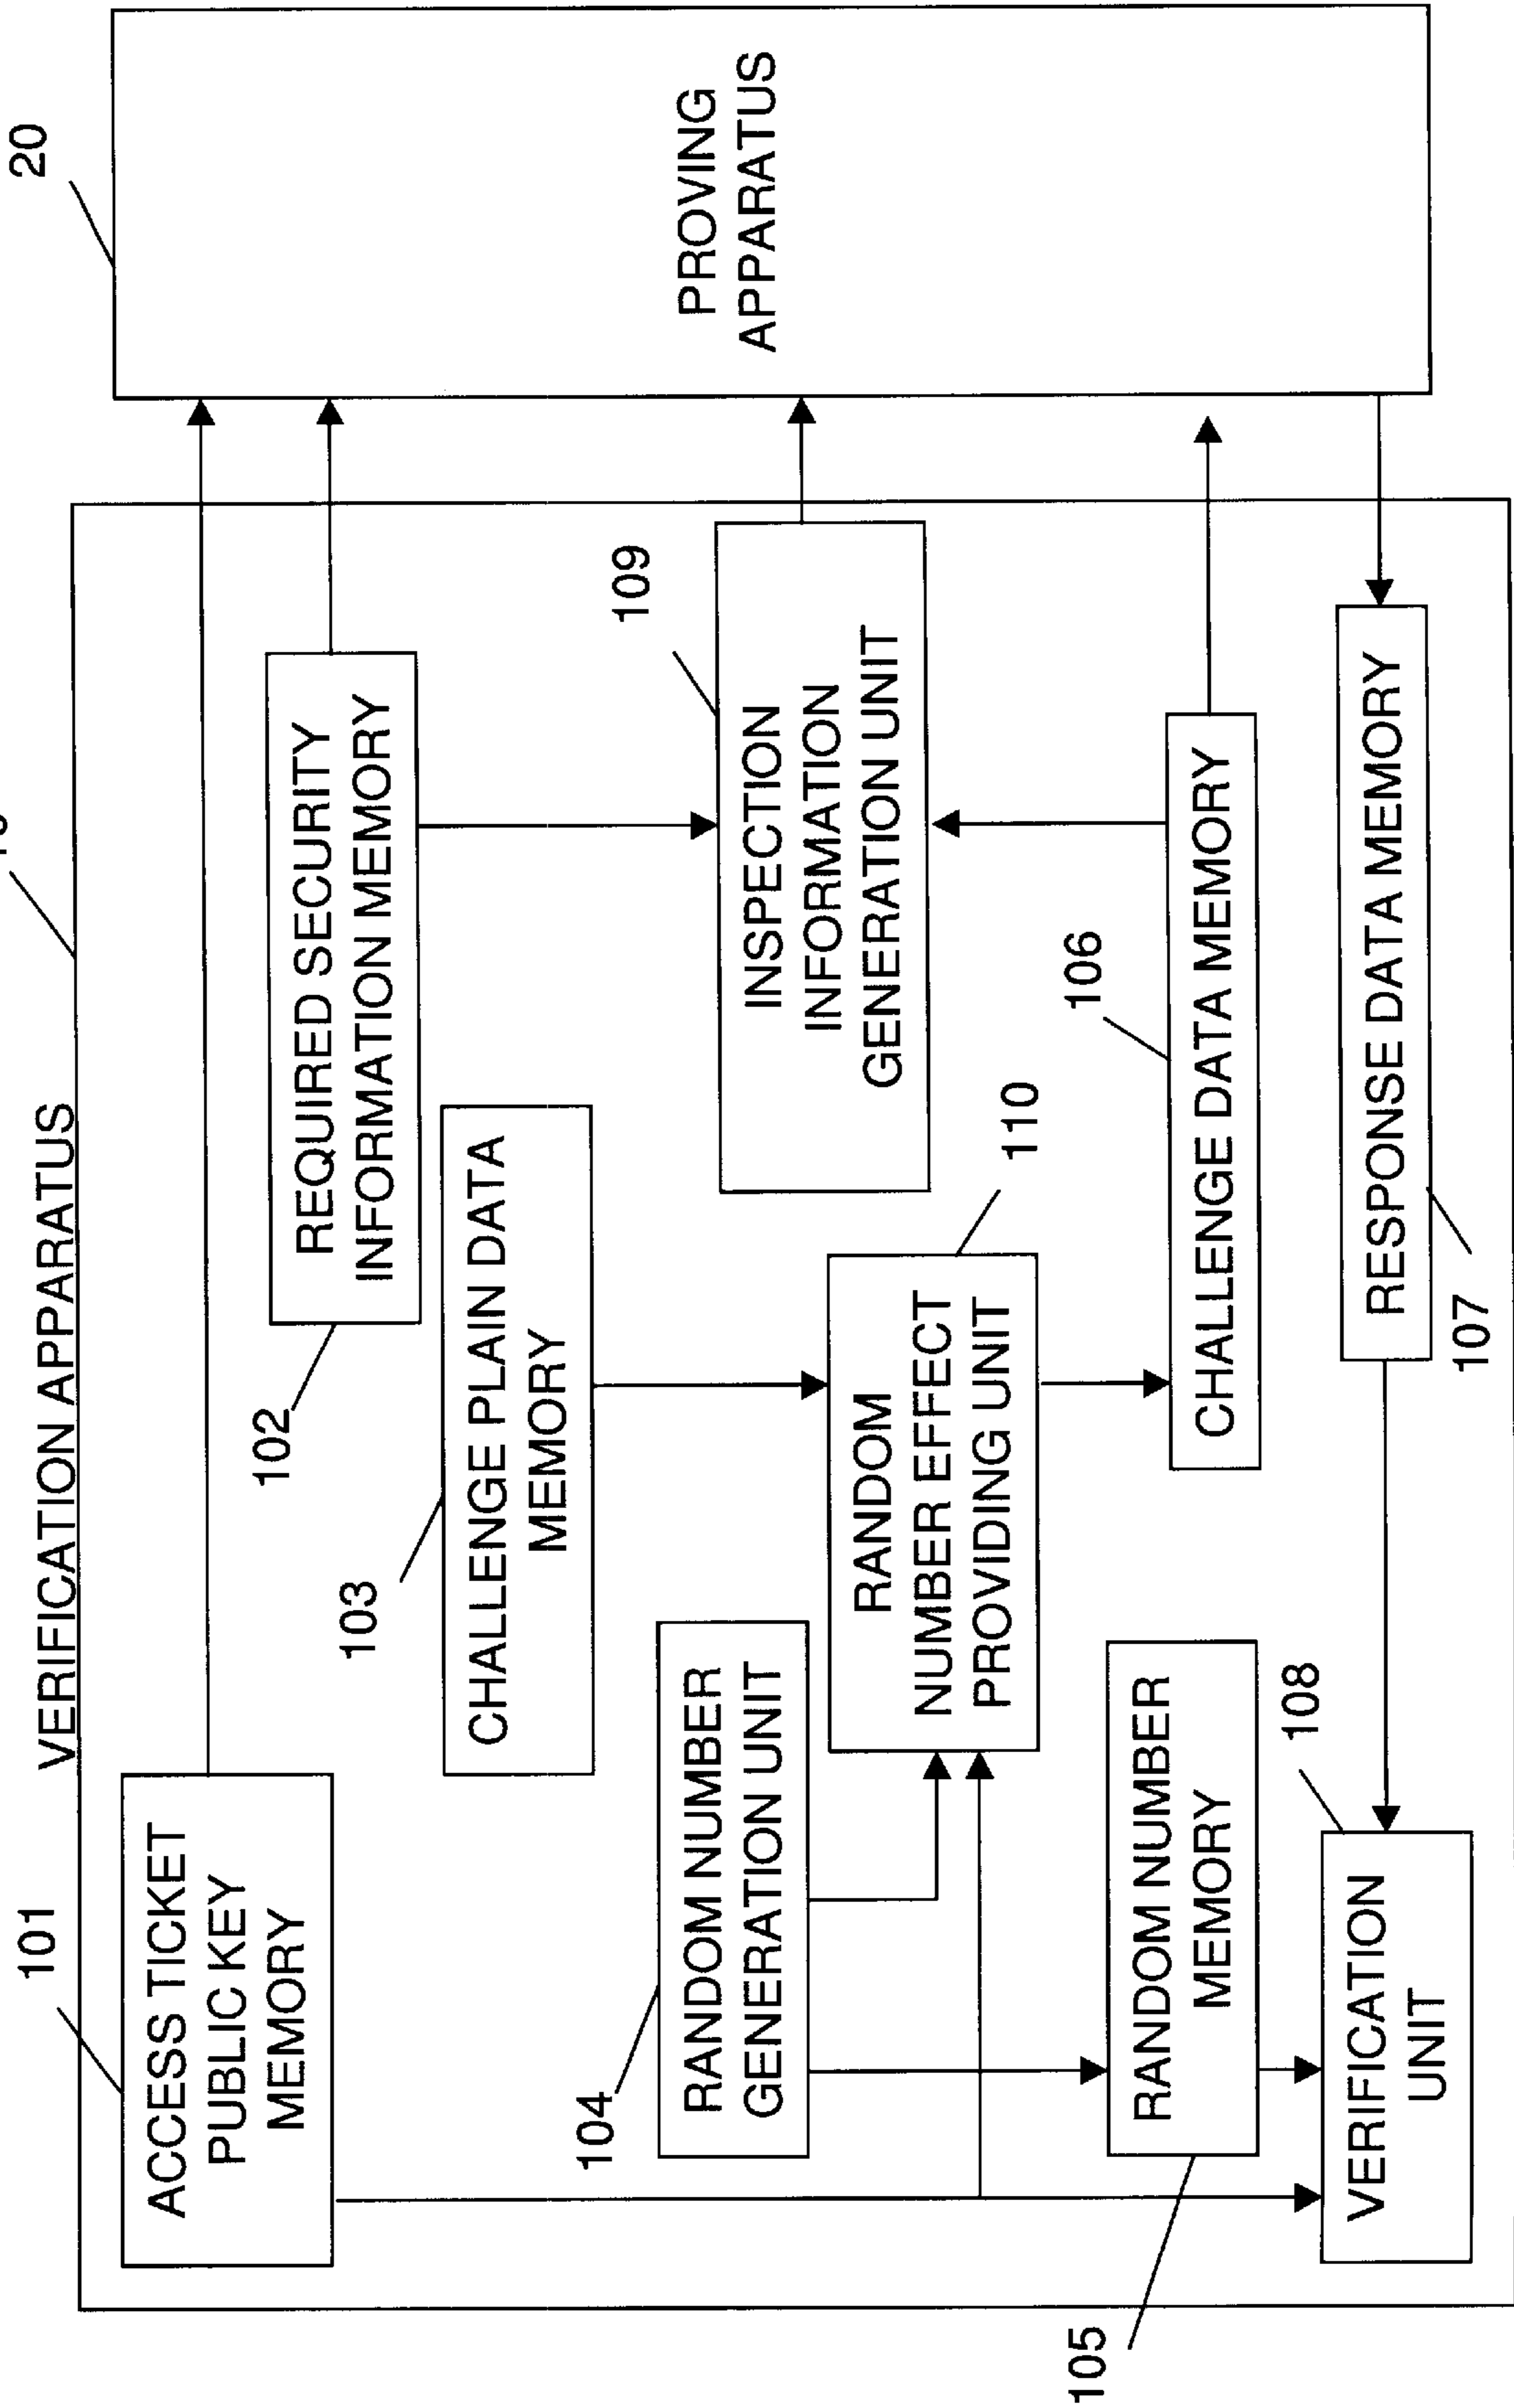 VERIFICATION APPARATUS
20
101
ACCESS TICKET
PUBLIC KEY
MEMORY
102
REQUIRED SECURITY
INFORMATION MEMORY
103
CHALLENGE PLAIN DATA
MEMORY
104
RANDOM NUMBER
GENERATION UNIT
110
RANDOM
NUMBER EFFECT
PROVIDING UNIT
109
INSPECTION
INFORMATION
GENERATION UNIT
105
RANDOM NUMBER
MEMORY
106
CHALLENGE DATA MEMORY
108
VERIFICATION
UNIT
107
RESPONSE DATA MEMORY
PROVING
APPARATUS